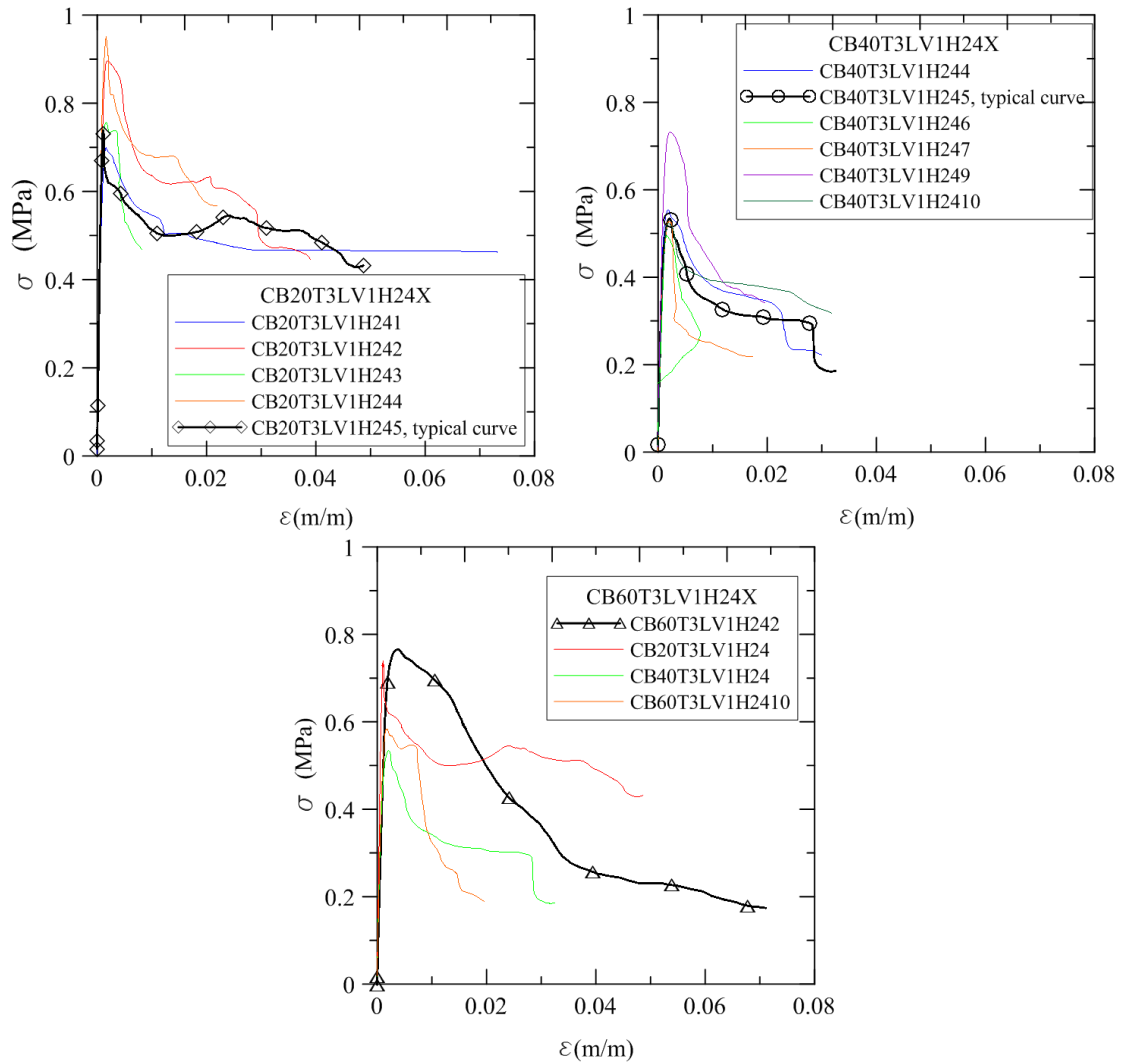 1
0.8
0.6
0.4
0.2
0
σ (MPa)
CB20T3LV1H24X
CB20T3LV1H241
CB20T3LV1H242
CB20T3LV1H243
CB20T3LV1H244
CB20T3LV1H245, typical curve
0 0.02 0.04 0.06 0.08
ε(m/m)
1
0.8
0.6
0.4
0.2
0
σ (MPa)
CB40T3LV1H24X
CB40T3LV1H244
CB40T3LV1H245, typical curve
CB40T3LV1H246
CB40T3LV1H247
CB40T3LV1H249
CB40T3LV1H2410
0 0.02 0.04 0.06 0.08
ε(m/m)
1
0.8
0.6
0.4
0.2
0
σ (MPa)
CB60T3LV1H24X
CB60T3LV1H242
CB20T3LV1H24
CB40T3LV1H24
CB60T3LV1H2410
0 0.02 0.04 0.06 0.08
ε(m/m)